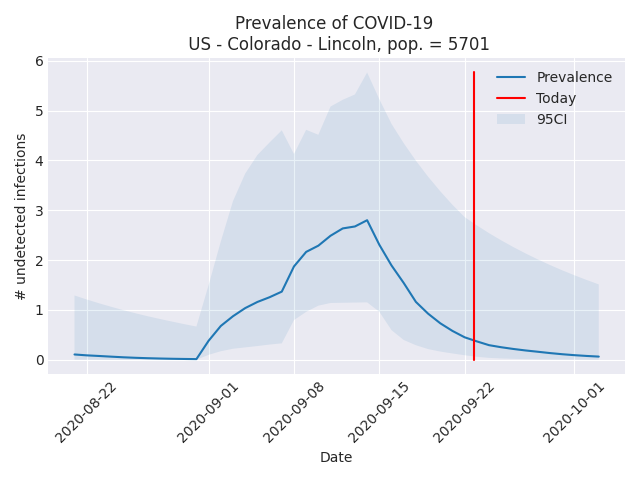 Prevalence of COVID-19
US - Colorado - Lincoln, pop. = 5701
# undetected infections
6
5
4
3
2
1
0
Prevalence
Today
95CI
2020-08-22
2020-09-01
2020-09-08
2020-09-15
2020-09-22
2020-10-01
Date